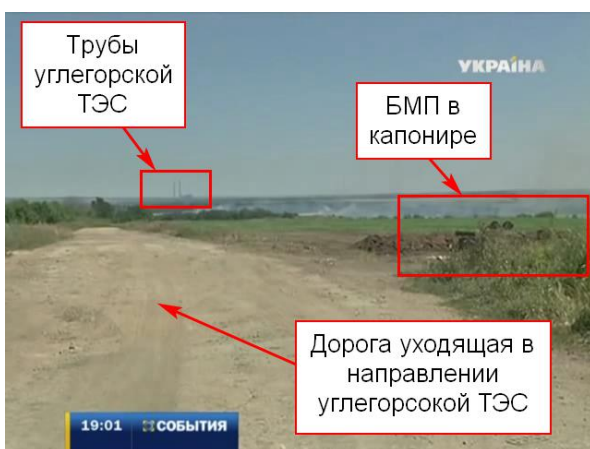 Трубы
углегорской
ТЭС
УКРАЇНА
БМП в
капонире
Дорога уходящая в
направлении
углегорсокой ТЭС
19:01 СОБЫТИЯ